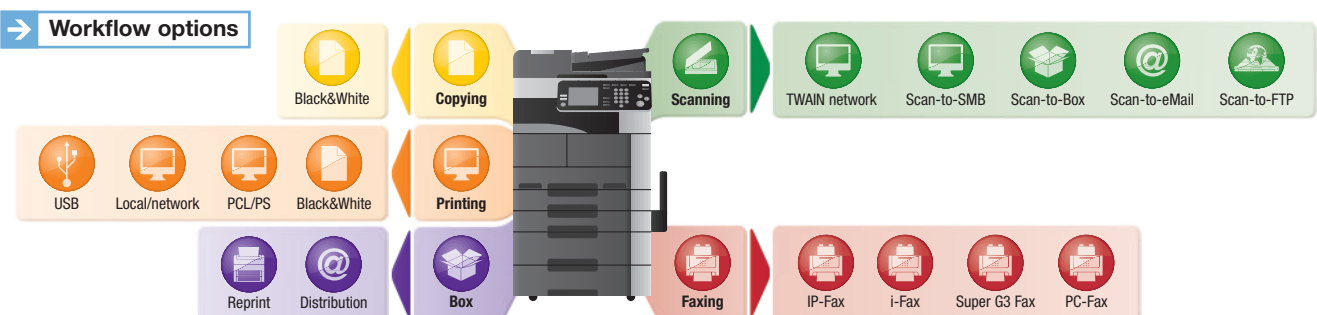 Workflow options
Black&White
Copying
Scanning
TWAIN network
Scan-to-SMB
Scan-to-Box
Scan-to-eMail
Scan-to-FTP
USB
Local/network
PCL/PS
Black&White
Printing
Reprint
Distribution
Box
Faxing
IP-Fax
i-Fax
Super G3 Fax
PC-Fax